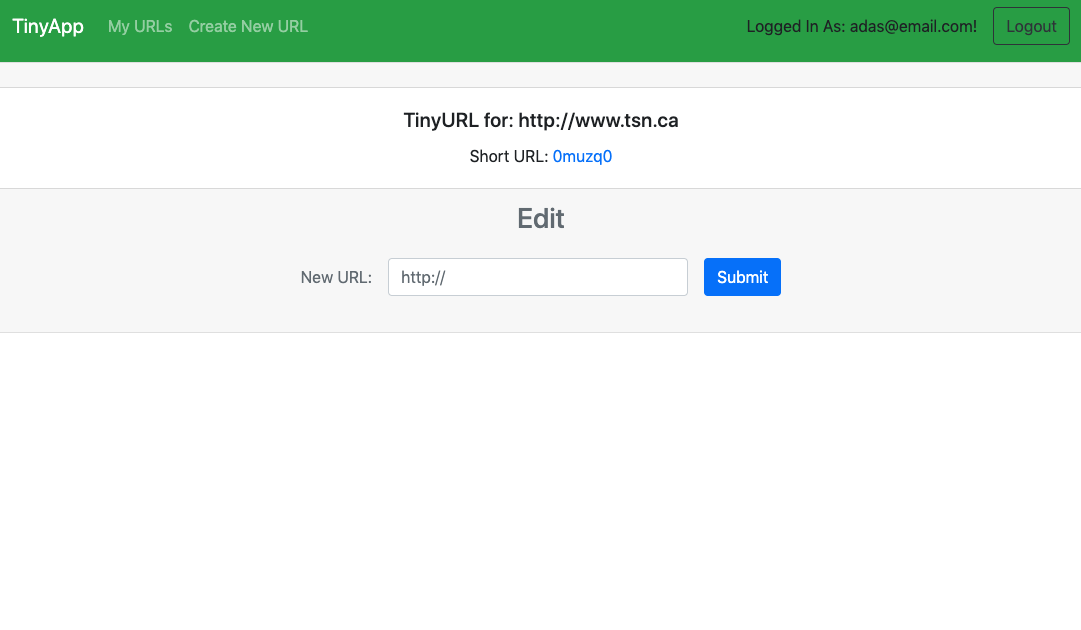 TinyApp My URLs Create New URL Logged In As: adas@email.com! Logout
TinyURL for: http://www.tsn.ca
Short URL: 0muzq0
Edit
New URL: http:// Submit